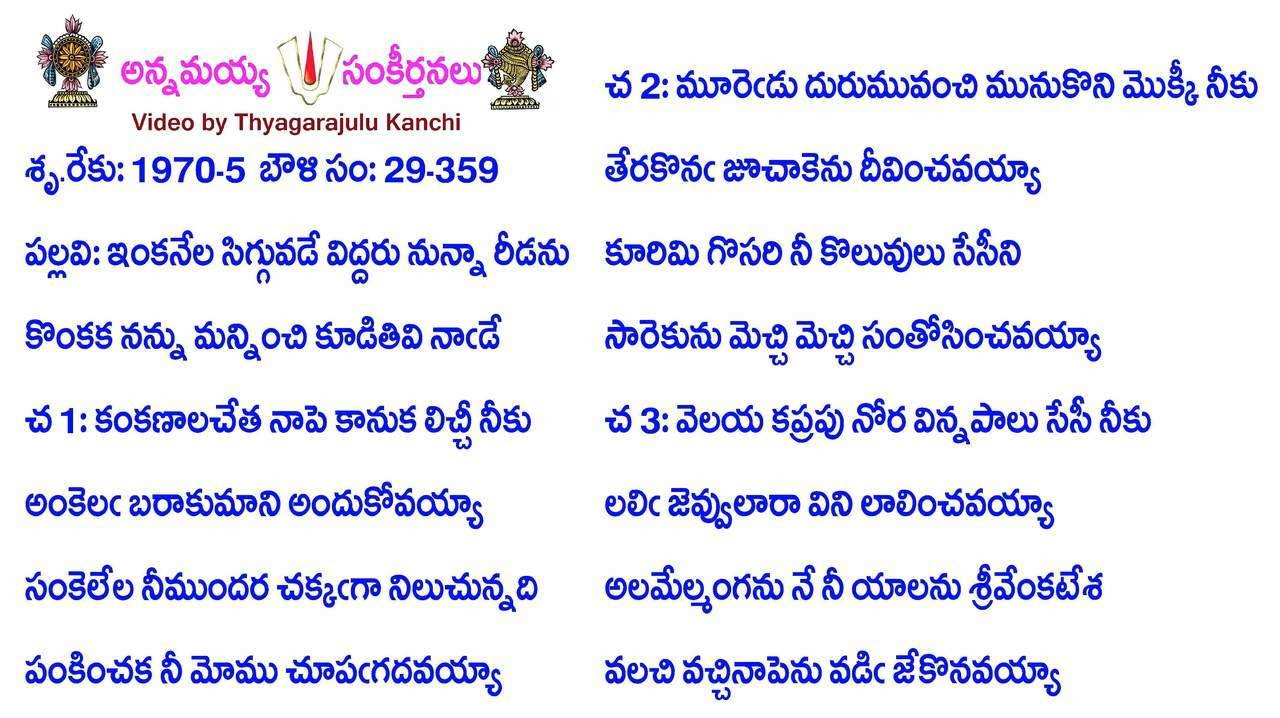 అన్నమయ్య సంకీర్తనలు
Video by Thyagarajulu Kanchi
శృ.రేకు: 1970-5 బౌళి సం: 29-359
పల్లవి: ఇంకనేల సిగ్గువడే విద్దరు నున్నా రీడను
కొంకక నన్ను మన్నించి కూడితివి నాఁడే
చ 1: కంకణాలచేత నాపె కానుక లిచ్చీ నీకు
అంకెలఁ బరాకుమాని అందుకోవయ్యా
సంకెలేల నీముందర చక్కఁగా నిలుచున్నది
పంకించక నీ మోము చూపఁగదవయ్యా
చ 2: మూరెఁడు దురుమువంచి మునుకొని మొక్కీ నీకు
తేరకొనఁ జూచాకెను దీవించవయ్యా
కూరిమి గొసరి నీ కొలువులు సేసీని
సారెకును మెచ్చి మెచ్చి సంతోసించవయ్యా
చ 3: వెలయ కప్రపు నోర విన్నపాలు సేసీ నీకు
లలిఁ జెవ్వులారా విని లాలించవయ్యా
అలమేల్మంగను నే నీ యాలను శ్రీవేంకటేశ
వలచి వచ్చినాపెను వడిఁ జేకొనవయ్యా